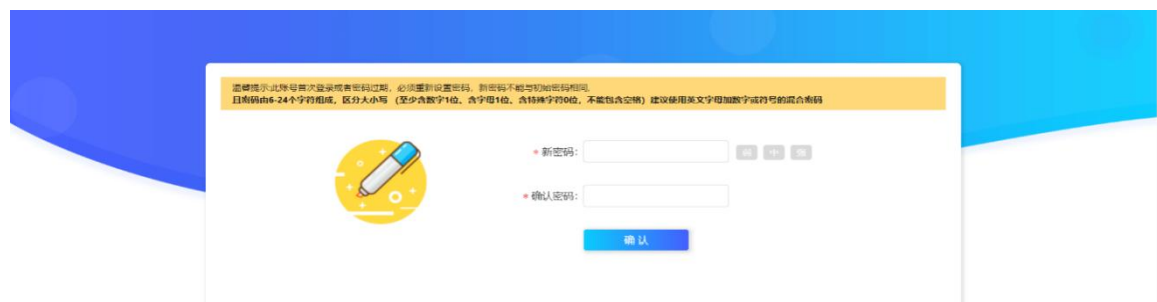 温馨提示:此账号首次登录或者密码过期，必须重新设置密码，新密码不能与初始密码相同，
且密码由6-24个字符组成，区分大小写 （至少含数字1位、含字母1位、含特殊字符0位、不能包含空格）建议使用英文字母加数字或符号的混合密码
* 新密码: 弱 中 强
* 确认密码:
确 认